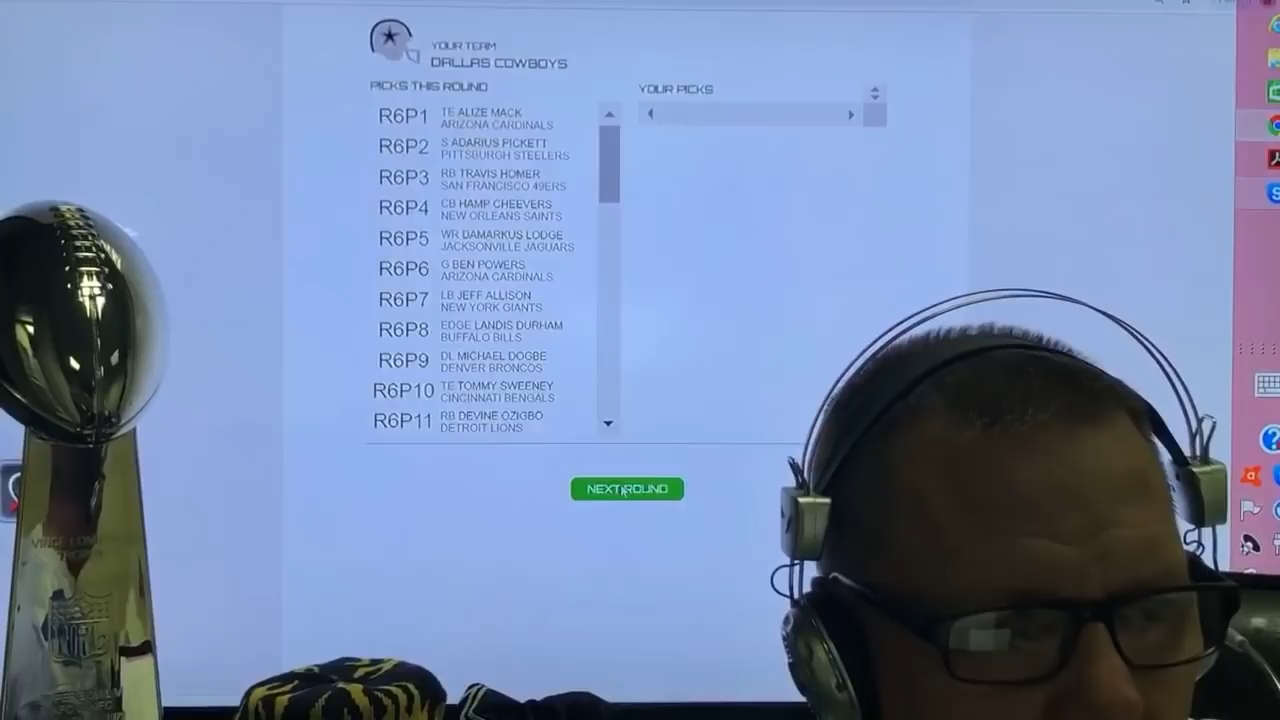 YOUR TEAM
DALLAS COWBOYS
PICKS THIS ROUND
YOUR PICKS
R6P1 TE ALIZE MACK
ARIZONA CARDINALS
R6P2 S ADARIUS PICKETT
PITTSBURGH STEELERS
R6P3 RB TRAVIS HOMER
SAN FRANCISCO 49ERS
R6P4 CB HAMP CHEEVERS
NEW ORLEANS SAINTS
R6P5 WR DAMARKUS LODGE
JACKSONVILLE JAGUARS
R6P6 G BEN POWERS
ARIZONA CARDINALS
R6P7 LB JEFF ALLISON
NEW YORK GIANTS
R6P8 EDGE LANDIS DURHAM
BUFFALO BILLS
R6P9 DL MICHAEL DOGBE
DENVER BRONCOS
R6P10 TE TOMMY SWEENEY
CINCINNATI BENGALS
R6P11 RB DEVINE OZIGBO
DETROIT LIONS
NEXT ROUND
TROPHY
NFL